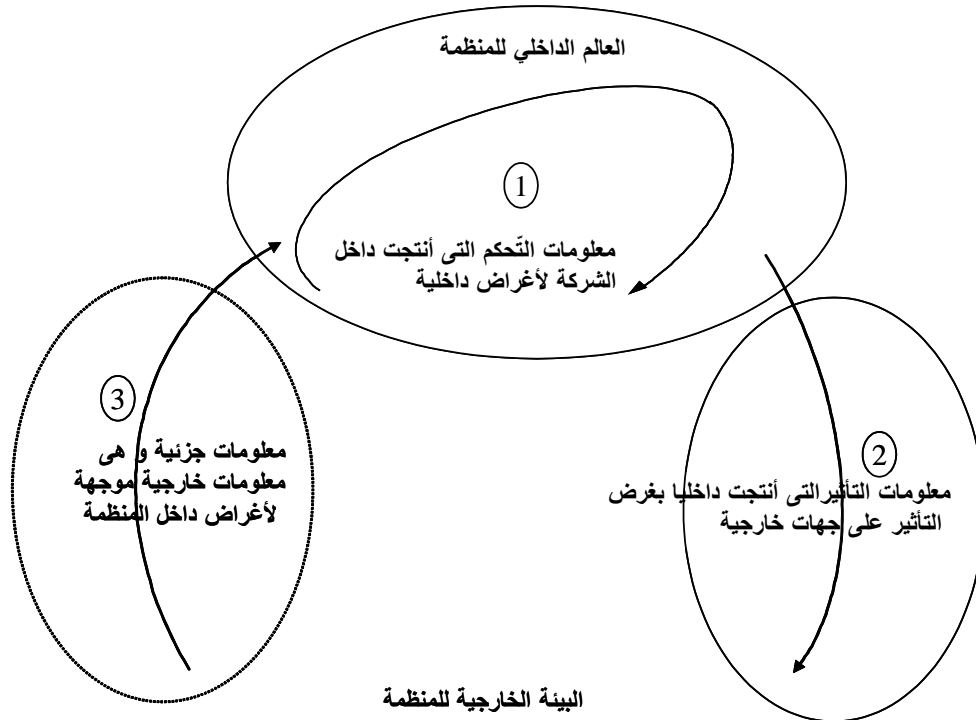 العالم الداخلي للمنظمة
1
معلومات التّحكم التى أنتجت داخل
الشركة لأغراض داخلية
3
معلومات جزئية و هى
معلومات خارجية موجهة
لأغراض داخل المنظمة
2
معلومات التأثيرالتى أنتجت داخليا بغرض
التأثير على جهات خارجية
البيئة الخارجية للمنظمة